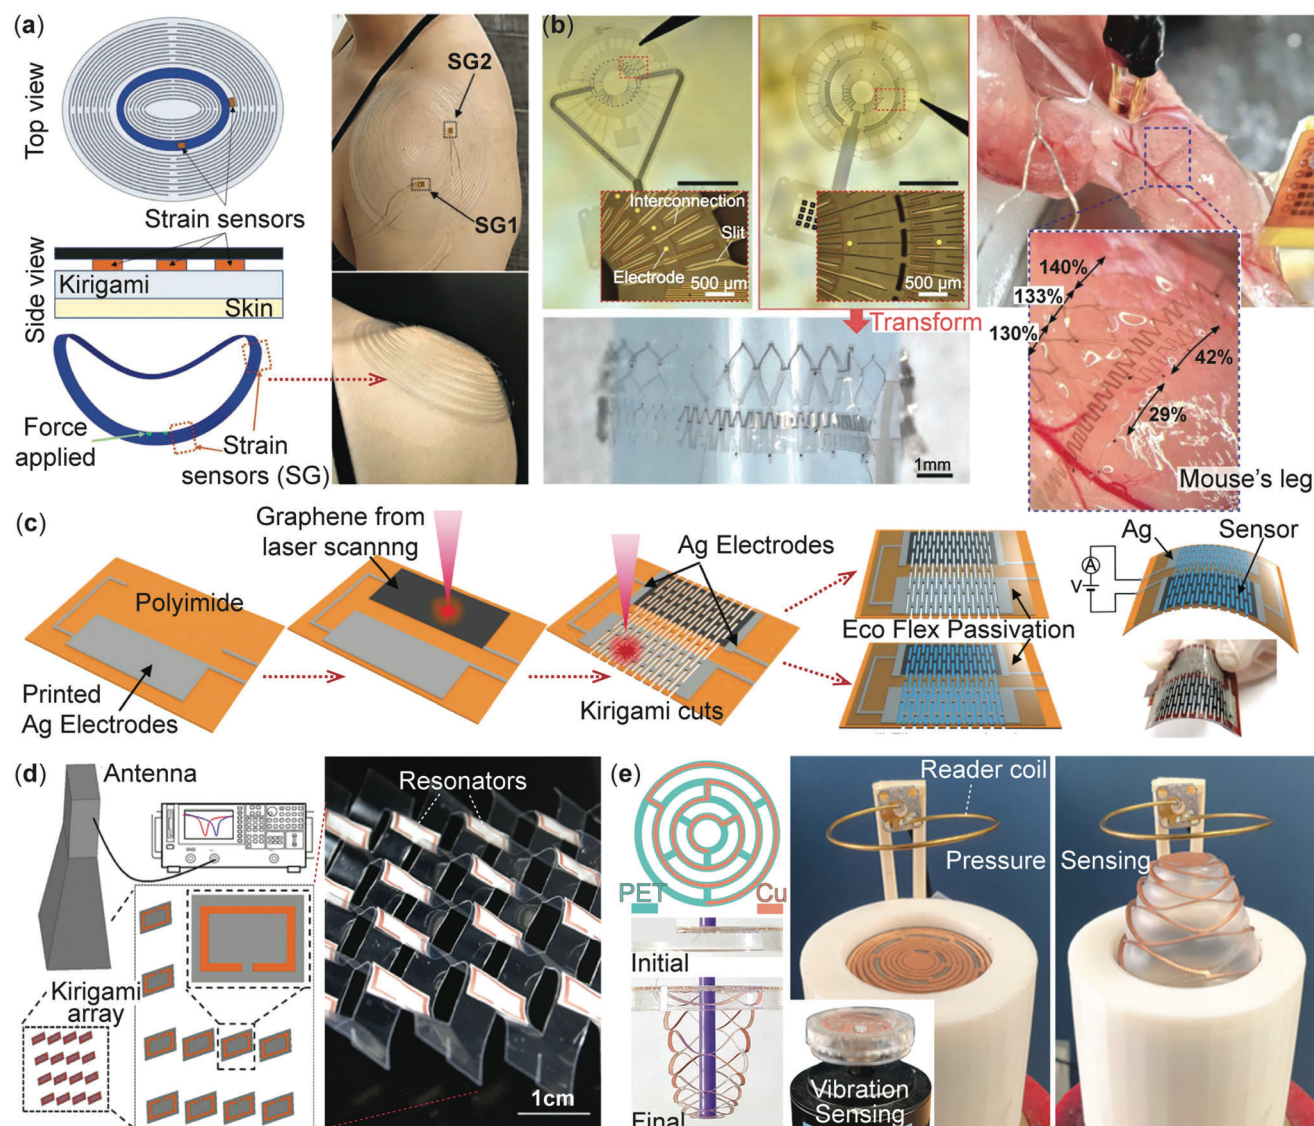 (a)
Top view
Strain sensors
Side view
Kirigami
Skin
Force
applied
Strain
sensors (SG)
SG2
SG1
(b)
Interconnection
Slit
Electrode
500 µm
500 µm
Transform
1mm
140%
133%
130%
42%
29%
Mouse's leg
(c)
Graphene from
laser scannng
Polyimide
Printed
Ag Electrodes
Ag Electrodes
Kirigami cuts
Eco Flex Passivation
Ag
Sensor
A
V
(d)
Antenna
Kirigami
array
Resonators
1cm
(e)
PET
Cu
Initial
Final
Reader coil
Pressure
Sensing
Vibration
Sensing